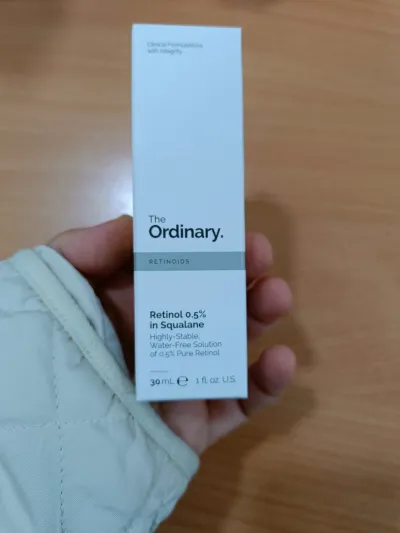 Clinical Formulations
with Integrity.
The
Ordinary.
RETINOIDS
Retinol 0.5%
in Squalane
Highly-Stable,
Water-Free Solution
of 0.5% Pure Retinol
30 mL ℮ 1 fl. oz. U.S.